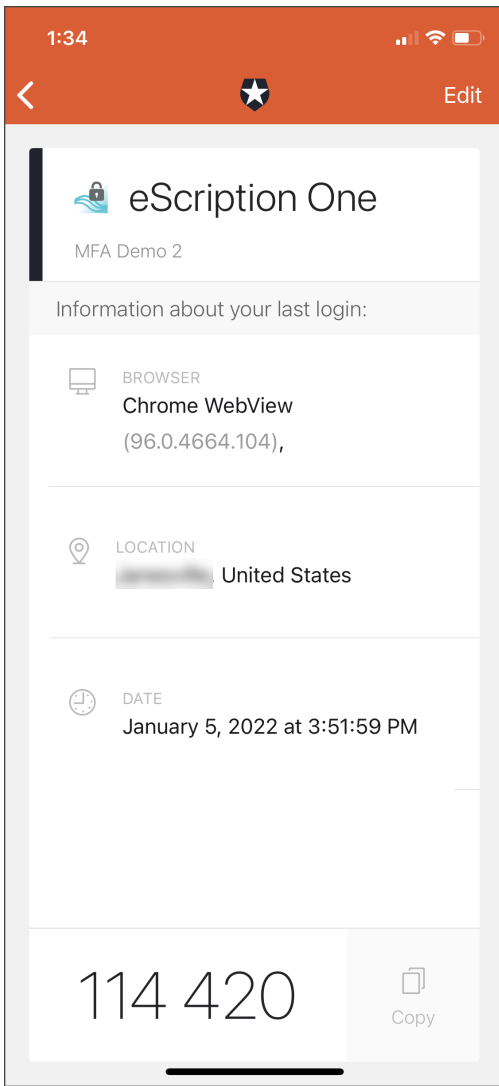 1:34
Edit
eScription One
MFA Demo 2
Information about your last login:
BROWSER
Chrome WebView
(96.0.4664.104),
LOCATION
, United States
DATE
January 5, 2022 at 3:51:59 PM
114 420
Copy